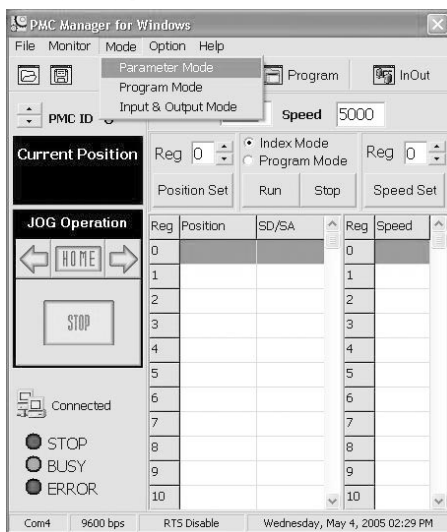 PMC Manager for Windows
File Monitor Mode Option Help
Parameter Mode
Program Mode
Input & Output Mode
Program InOut
PMC ID Speed 5000
Current Position
Reg 0 Index Mode Reg 0
Program Mode
Position Set Run Stop Speed Set
JOG Operation
HOME
STOP
Reg Position SD/SA Reg Speed
0 0
1 1
2 2
3 3
4 4
5 5
6 6
7 7
8 8
9 9
10 10
Connected
STOP
BUSY
ERROR
Com4 9600 bps RTS Disable Wednesday, May 4, 2005 02:29 PM